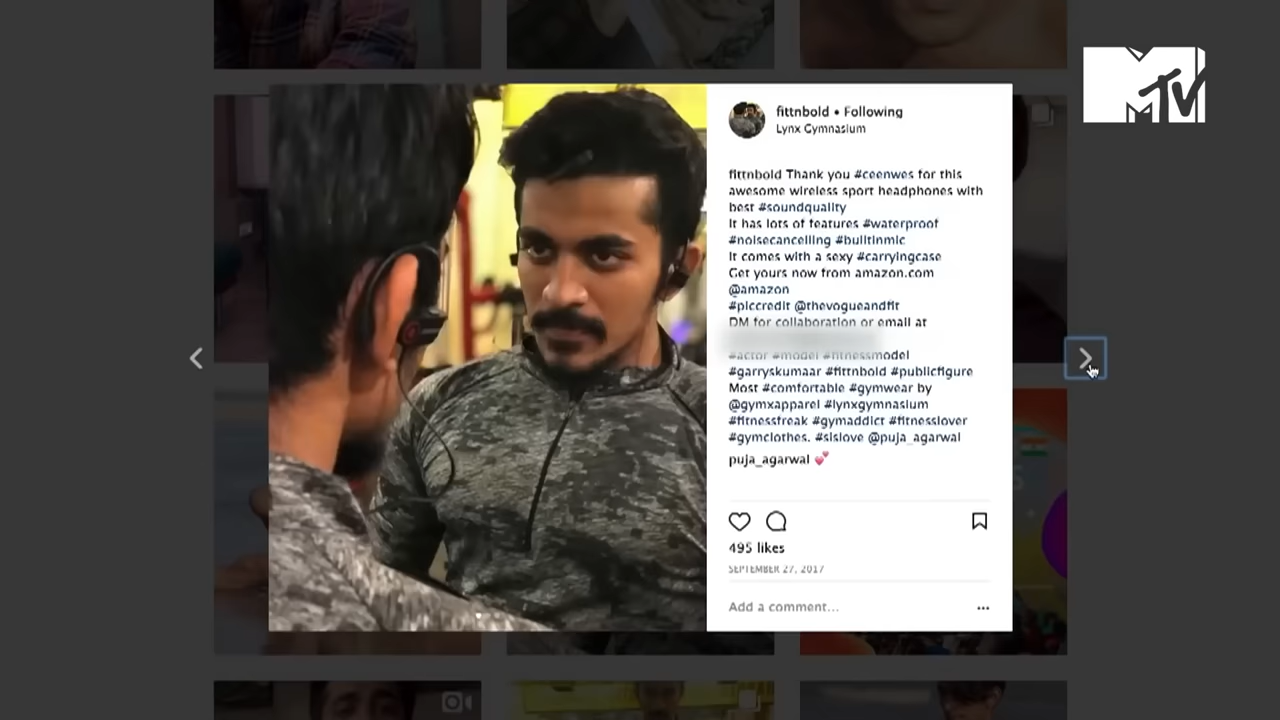 MTV
fittnbold • Following
Lynx Gymnasium
fittnbold Thank you #ceenwes for this
awesome wireless sport headphones with
best #soundquality
It has lots of features #waterproof
#noisecancelling #builtinmic
It comes with a sexy #carryingcase
Get yours now from amazon.com
@amazon
#piccredit @thevogueandfit
DM for collaboration or email at
#actor #model #fitnessmodel
#garryskumaar #fittnbold #publicfigure
Most #comfortable #gymwear by
@gymxapparel #lynxgymnasium
#fitnessfreak #gymaddict #fitnesslover
#gymclothes. #sislove @puja_agarwal
puja_agarwal 💕
495 likes
SEPTEMBER 27, 2017
Add a comment...